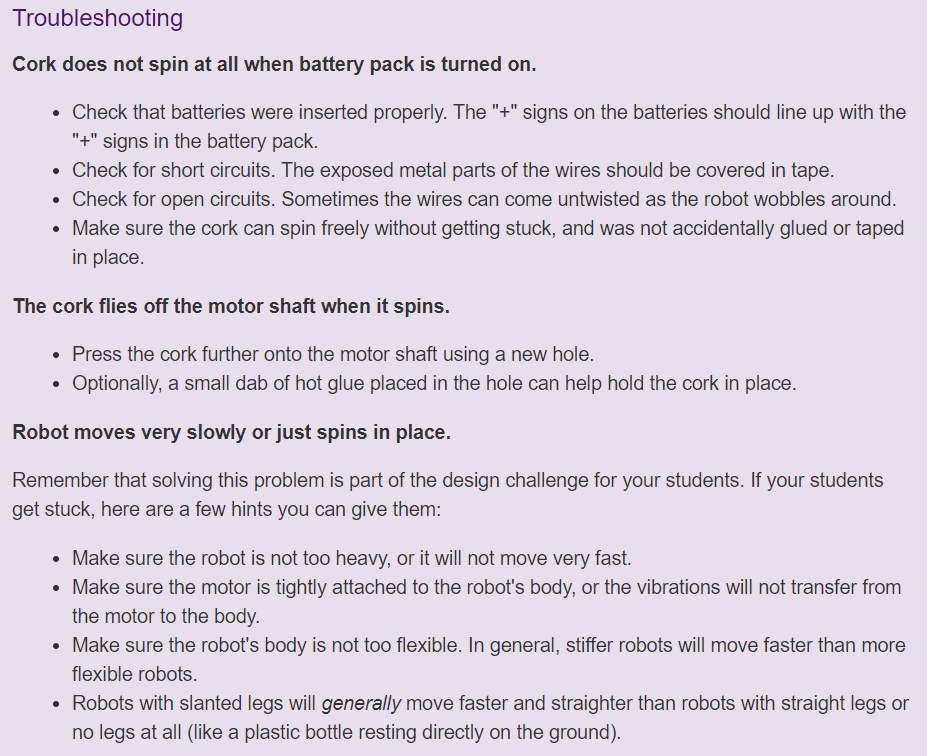 Troubleshooting
Cork does not spin at all when battery pack is turned on.
• Check that batteries were inserted properly. The "+" signs on the batteries should line up with the
"+" signs in the battery pack.
• Check for short circuits. The exposed metal parts of the wires should be covered in tape.
• Check for open circuits. Sometimes the wires can come untwisted as the robot wobbles around.
• Make sure the cork can spin freely without getting stuck, and was not accidentally glued or taped
in place.
The cork flies off the motor shaft when it spins.
• Press the cork further onto the motor shaft using a new hole.
• Optionally, a small dab of hot glue placed in the hole can help hold the cork in place.
Robot moves very slowly or just spins in place.
Remember that solving this problem is part of the design challenge for your students. If your students
get stuck, here are a few hints you can give them:
• Make sure the robot is not too heavy, or it will not move very fast.
• Make sure the motor is tightly attached to the robot's body, or the vibrations will not transfer from
the motor to the body.
• Make sure the robot's body is not too flexible. In general, stiffer robots will move faster than more
flexible robots.
• Robots with slanted legs will generally move faster and straighter than robots with straight legs or
no legs at all (like a plastic bottle resting directly on the ground).